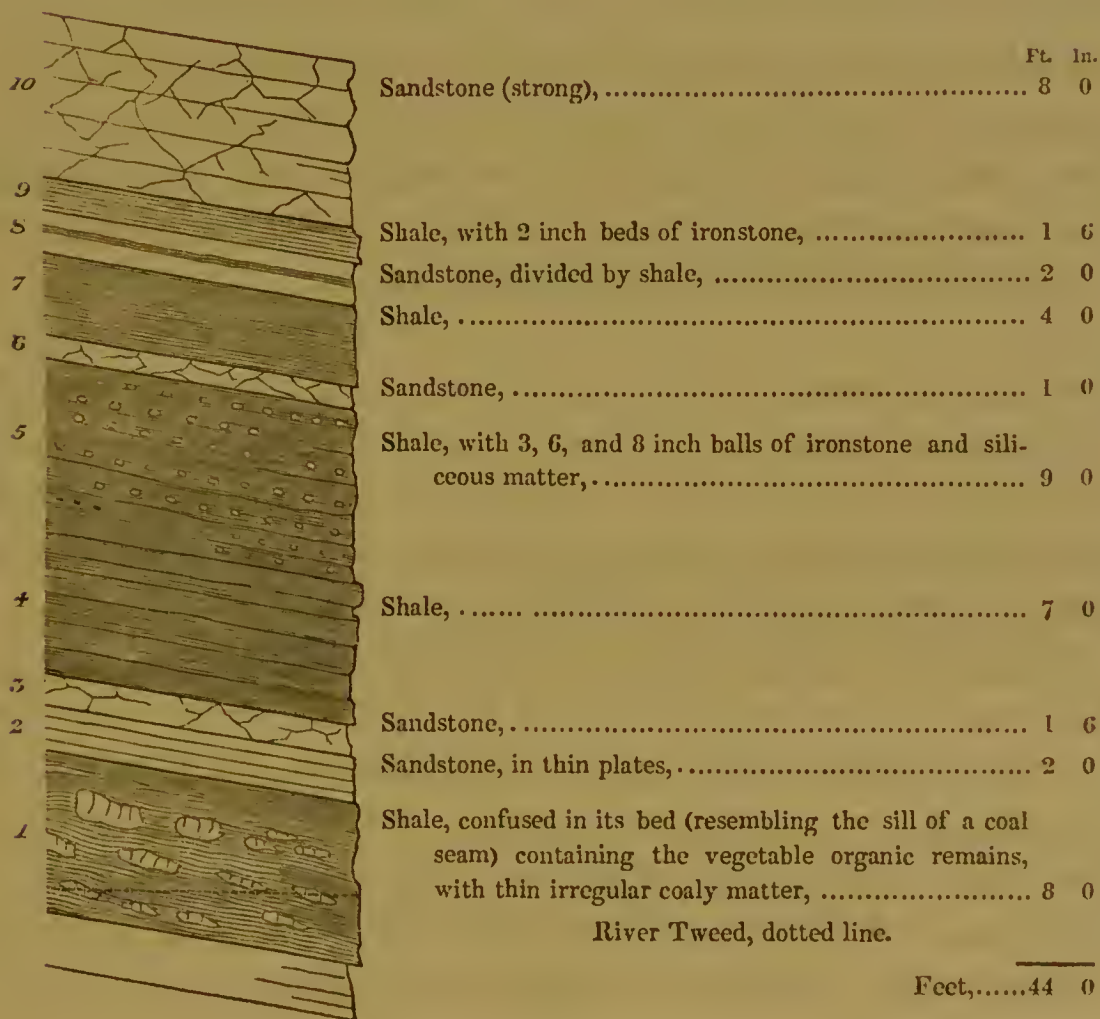 Ft. In.
10 Sandstone (strong), 8 0
9 Shale, with 2 inch beds of ironstone, 1 6
8 Sandstone, divided by shale, 2 0
7 Shale, 4 0
6 Sandstone, 1 0
5 Shale, with 3, 6, and 8 inch balls of ironstone and sili-
ceous matter, 9 0
4 Shale, 7 0
3 Sandstone, 1 6
2 Sandstone, in thin plates, 2 0
1 Shale, confused in its bed (resembling the sill of a coal
seam) containing the vegetable organic remains,
with thin irregular coaly matter, 8 0
River Tweed, dotted line.
Feet, 44 0